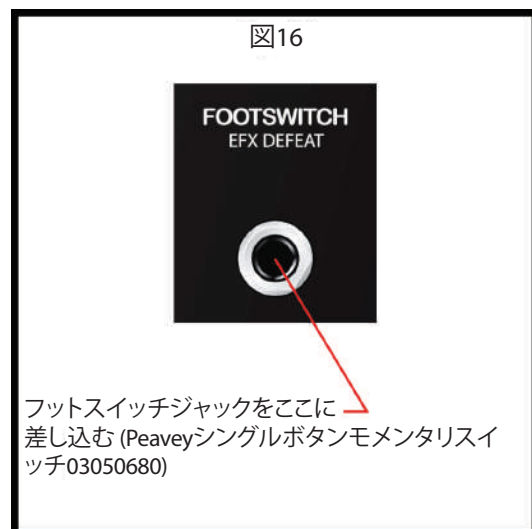 図16
FOOTSWITCH
EFX DEFEAT
フットスイッチジャックをここに
差し込む (Peaveyシングルボタンモメンタリスイ
ッチ03050680)